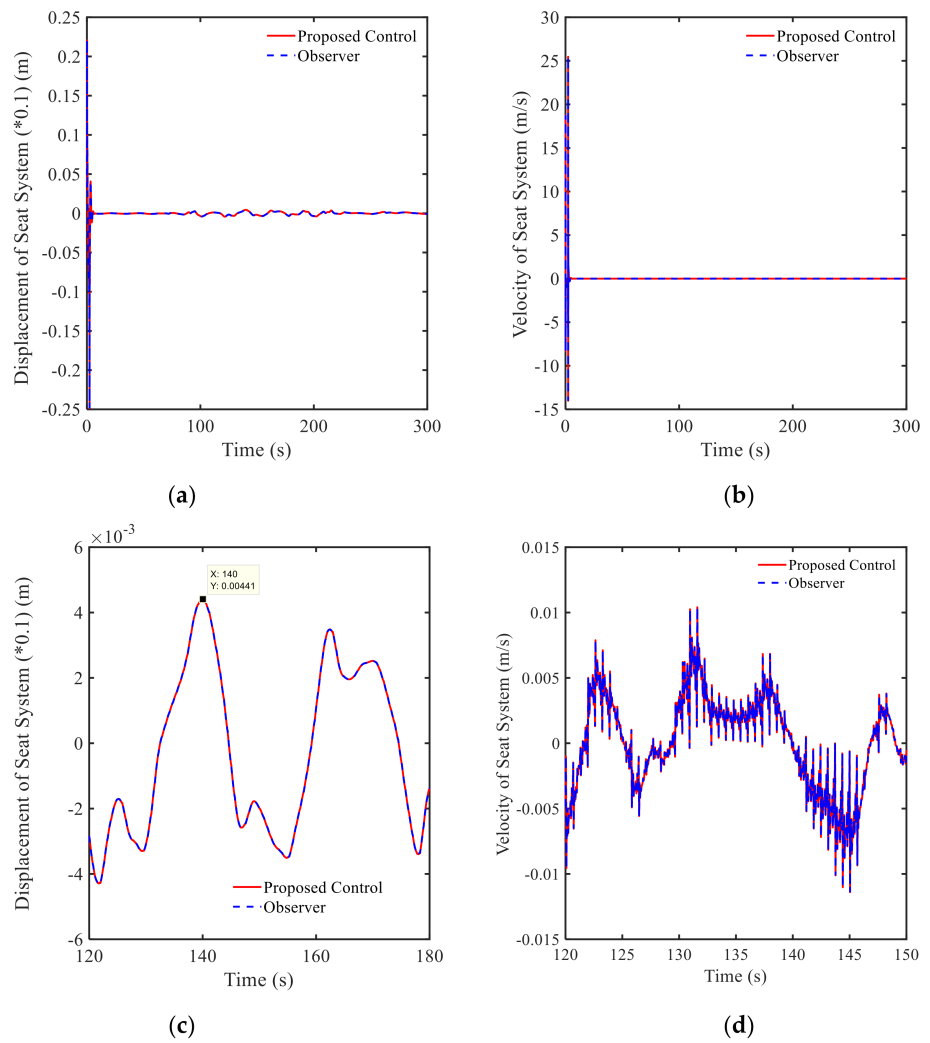 Displacement of Seat System (*0.1) (m)
0.25
0.2
0.15
0.1
0.05
0
-0.05
-0.1
-0.15
-0.2
-0.25
Proposed Control
Observer
0 100 200 300
Time (s)
(a)
Velocity of Seat System (m/s)
30
25
20
15
10
5
0
-5
-10
-15
Proposed Control
Observer
0 100 200 300
Time (s)
(b)
Displacement of Seat System (*0.1) (m)
×10-3
6
4
2
0
-2
-4
-6
X: 140
Y: 0.00441
Proposed Control
Observer
120 140 160 180
Time (s)
(c)
Velocity of Seat System (m/s)
0.015
0.01
0.005
0
-0.005
-0.01
-0.015
Proposed Control
Observer
120 125 130 135 140 145 150
Time (s)
(d)